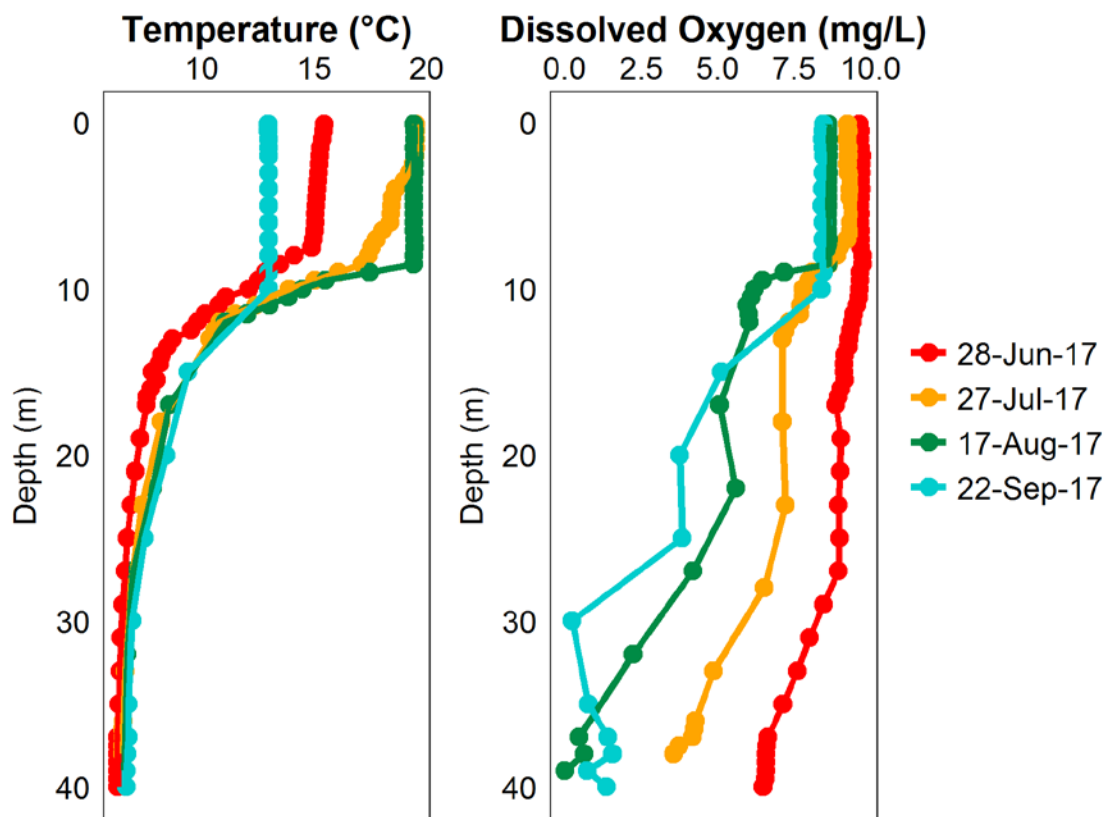 Temperature (°C)
10 15 20
0
10
20
30
40
Depth (m)
Dissolved Oxygen (mg/L)
0.0 2.5 5.0 7.5 10.0
0
10
20
30
40
Depth (m)
28-Jun-17
27-Jul-17
17-Aug-17
22-Sep-17